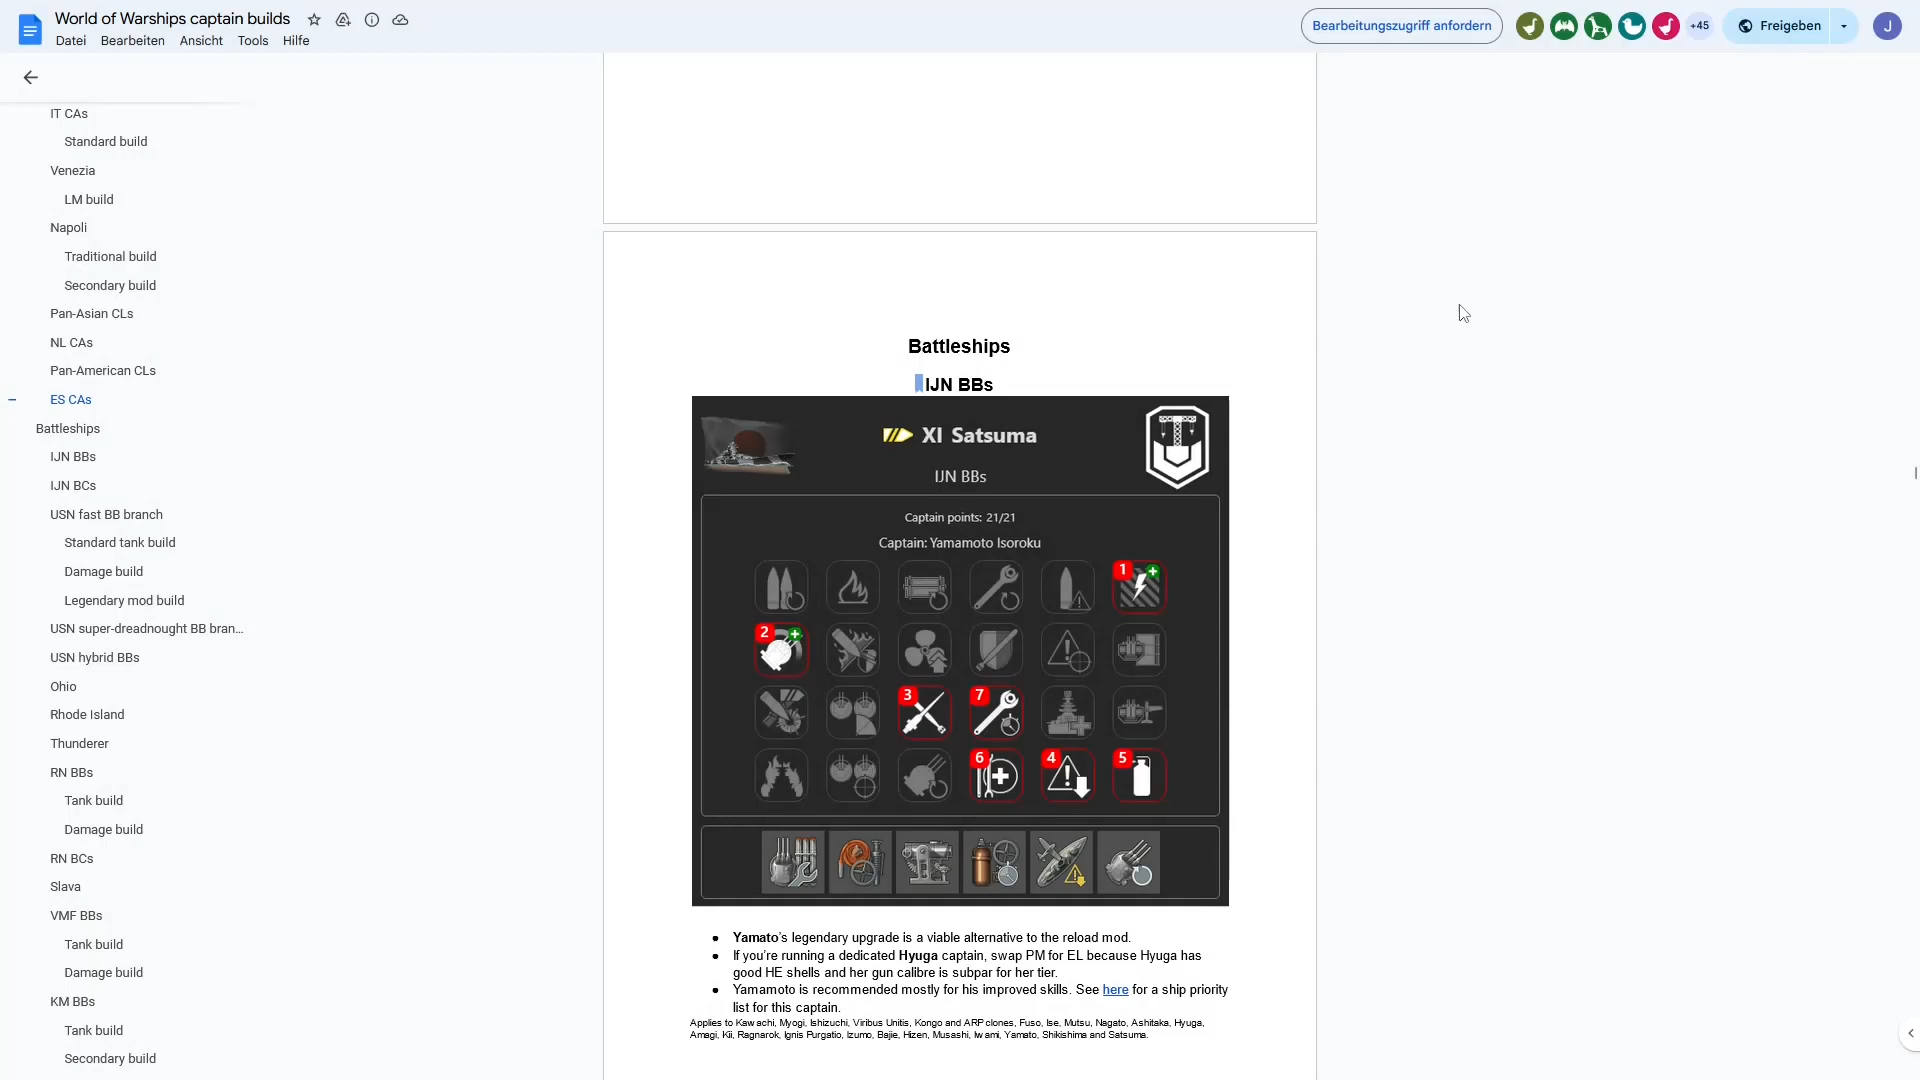 World of Warships captain builds
Datei Bearbeiten Ansicht Tools Hilfe
Bearbeitungszugriff anfordern
+45
Freigeben
J
IT CAs
Standard build
Venezia
LM build
Napoli
Traditional build
Secondary build
Pan-Asian CLs
NL CAs
Pan-American CLs
ES CAs
Battleships
IJN BBs
IJN BCs
USN fast BB branch
Standard tank build
Damage build
Legendary mod build
USN super-dreadnought BB bran...
USN hybrid BBs
Ohio
Rhode Island
Thunderer
RN BBs
Tank build
Damage build
RN BCs
Slava
VMF BBs
Tank build
Damage build
KM BBs
Tank build
Secondary build
Battleships
IJN BBs
XI Satsuma
IJN BBs
Captain points: 21/21
Captain: Yamamoto Isoroku
1
2
3 7
6 4 5
● Yamato's legendary upgrade is a viable alternative to the reload mod.
● If you're running a dedicated Hyuga captain, swap PM for EL because Hyuga has
good HE shells and her gun calibre is subpar for her tier.
● Yamamoto is recommended mostly for his improved skills. See here for a ship priority
list for this captain.
Applies to Kawachi, Myogi, Ishizuchi, Viribus Unitis, Kongo and ARP clones, Fuso, Ise, Mutsu, Nagato, Ashitaka, Hyuga,
Amagi, Kii, Ragnarok, Ignis Purgatio, Izumo, Bajie, Hizen, Musashi, Iwami, Yamato, Shikishima and Satsuma.